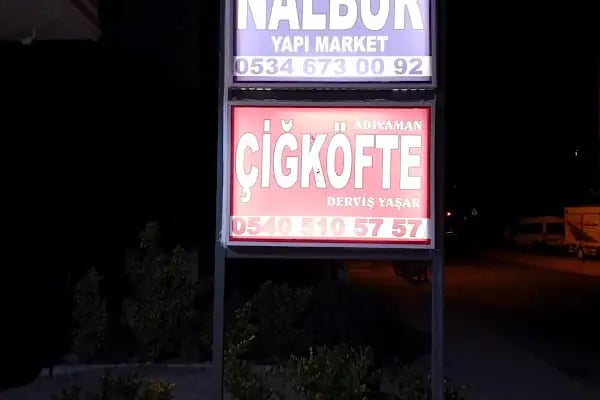 NALBUR
YAPI MARKET
0534 673 00 92
ADIYAMAN
ÇİĞKÖFTE
DERVİŞ YAŞAR
0540 510 57 57